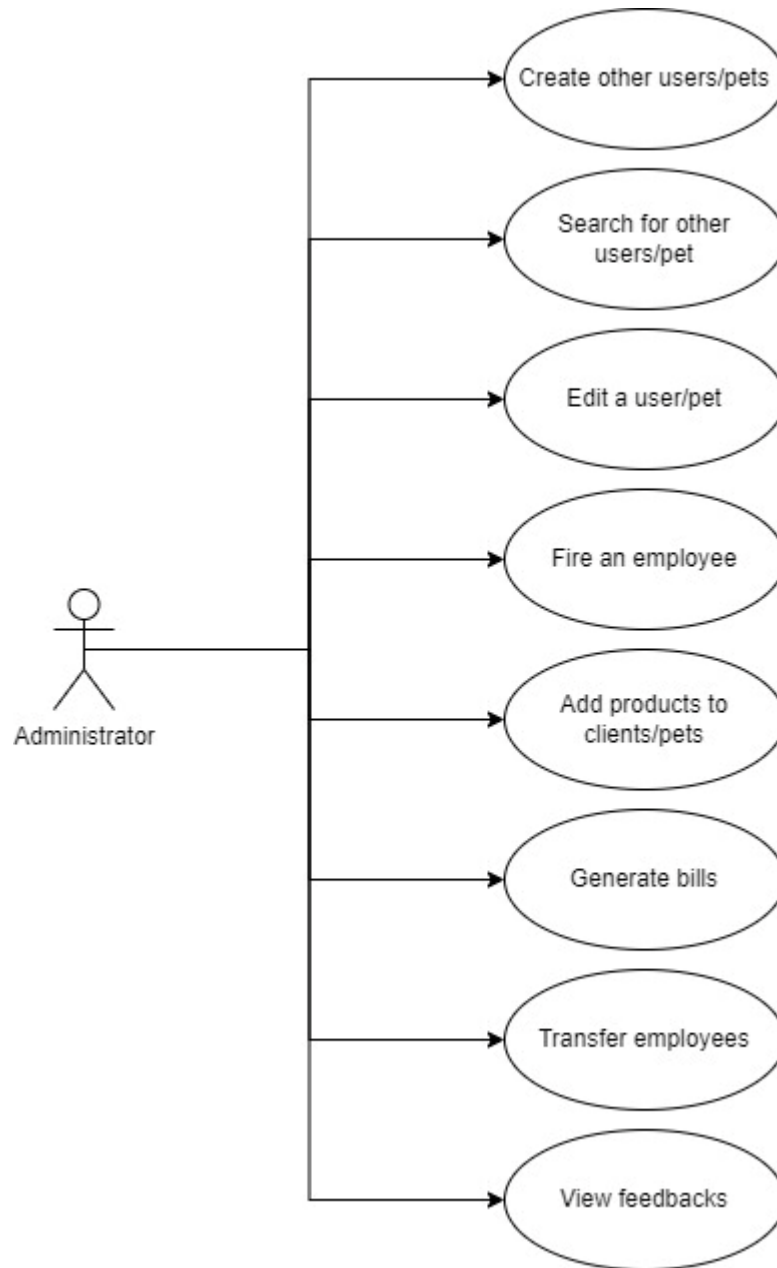 Create other users/pets
Search for other
users/pet
Edit a user/pet
Fire an employee
Administrator
Add products to
clients/pets
Generate bills
Transfer employees
View feedbacks